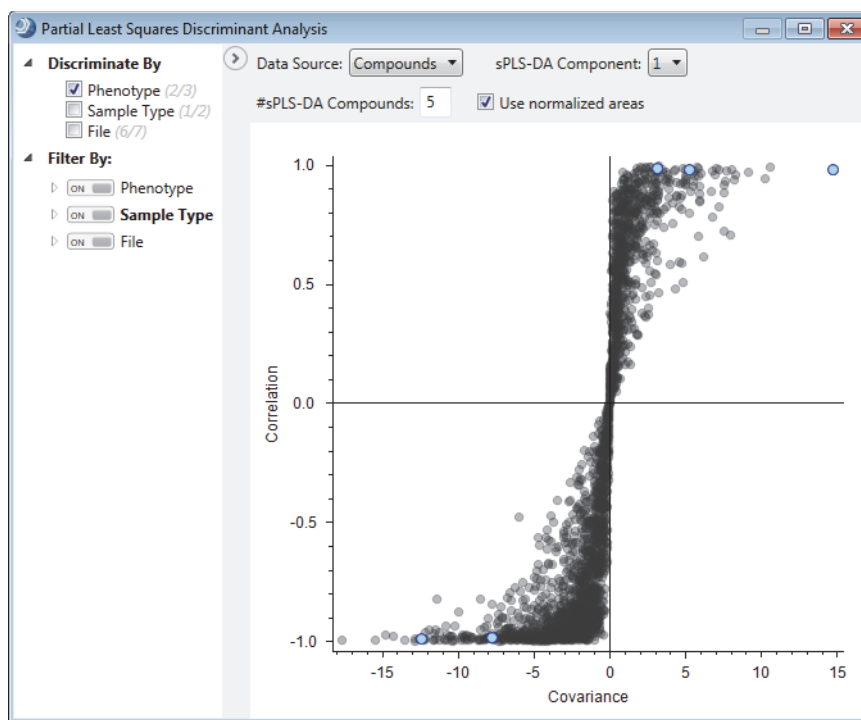 Partial Least Squares Discriminant Analysis
Discriminate By
Phenotype (2/3)
Sample Type (1/2)
File (6/7)
Filter By:
ON Phenotype
ON Sample Type
ON File
Data Source: Compounds sPLS-DA Component: 1
#sPLS-DA Compounds: 5 Use normalized areas
1.0
0.5
0.0
-0.5
-1.0
Correlation
-15 -10 -5 0 5 10 15
Covariance